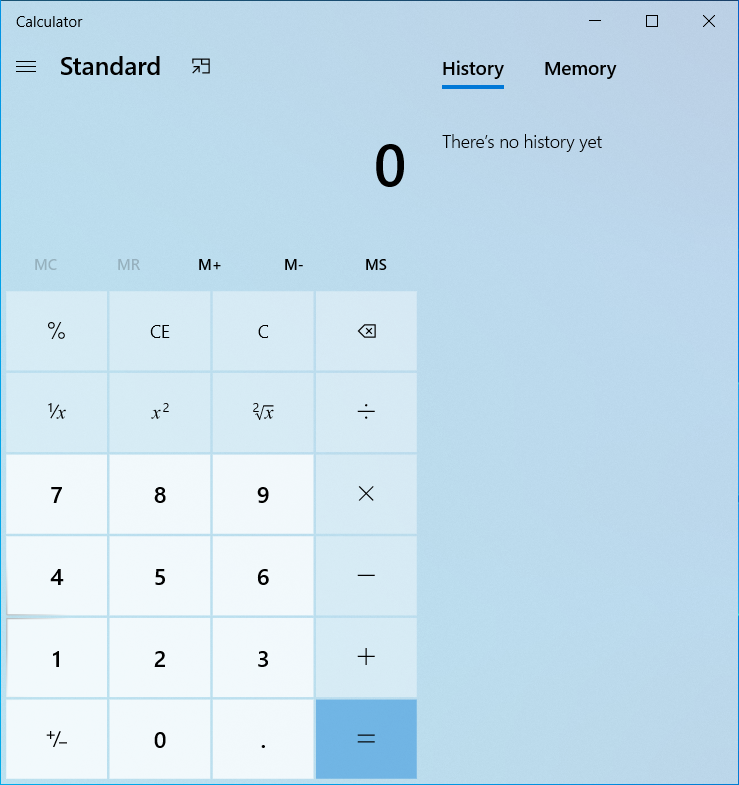 Calculator
Standard
History Memory
0
There’s no history yet
MC MR M+ M- MS
% CE C
¹⁄x x² ²√x ÷
7 8 9 ×
4 5 6 −
1 2 3 +
⁺⁄₋ 0 . =